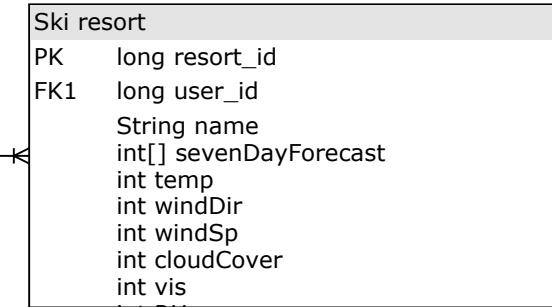 Ski resort
PK long resort_id
FK1 long user_id
String name
int[] sevenDayForecast
int temp
int windDir
int windSp
int cloudCover
int vis